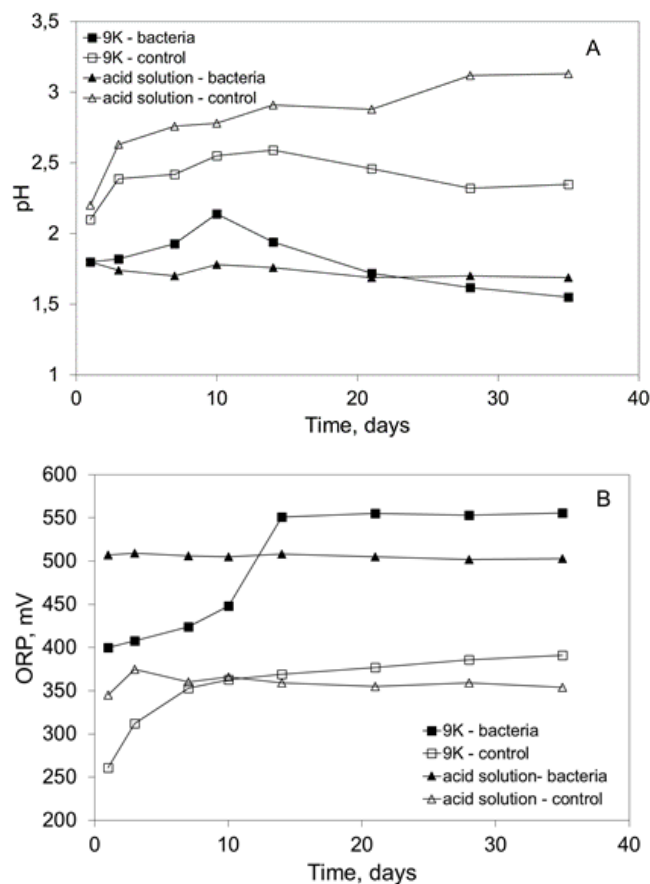 3,5
A
9K - bacteria
9K - control
3
acid solution - bacteria
acid solution - control
2,5
pH
2
1,5
1
0
10
20
30
40
Time, days
600
B
550
500
450
ORP, mV
400
350
300
9K - bacteria
9K - control
250
acid solution- bacteria
acid solution - control
200
0
10
20
30
40
Time, days